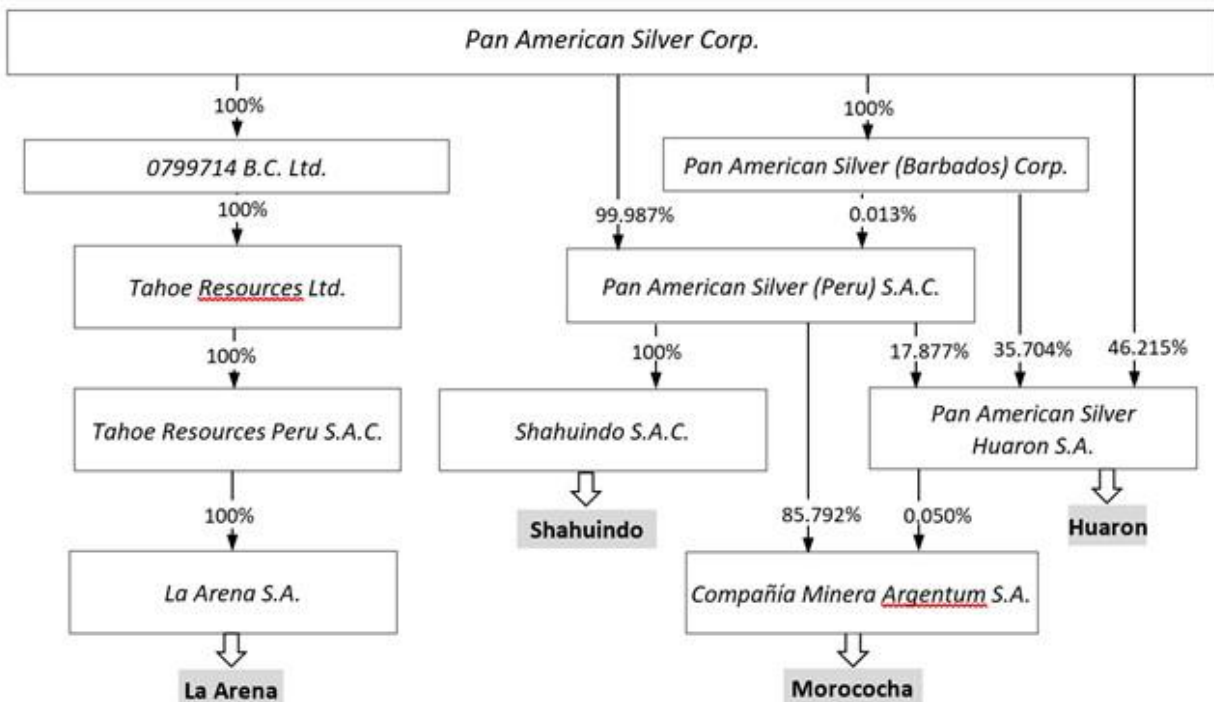 Pan American Silver Corp.
100%
100%
0799714 B.C. Ltd.
Pan American Silver (Barbados) Corp.
100%
99.987%
0.013%
Tahoe Resources Ltd.
Pan American Silver (Peru) S.A.C.
100%
100%
17.877%
35.704%
46.215%
Tahoe Resources Peru S.A.C.
Shahuindo S.A.C.
Pan American Silver
Huaron S.A.
100%
Shahuindo
85.792%
0.050%
Huaron
La Arena S.A.
Compañía Minera Argentum S.A.
La Arena
Morococha